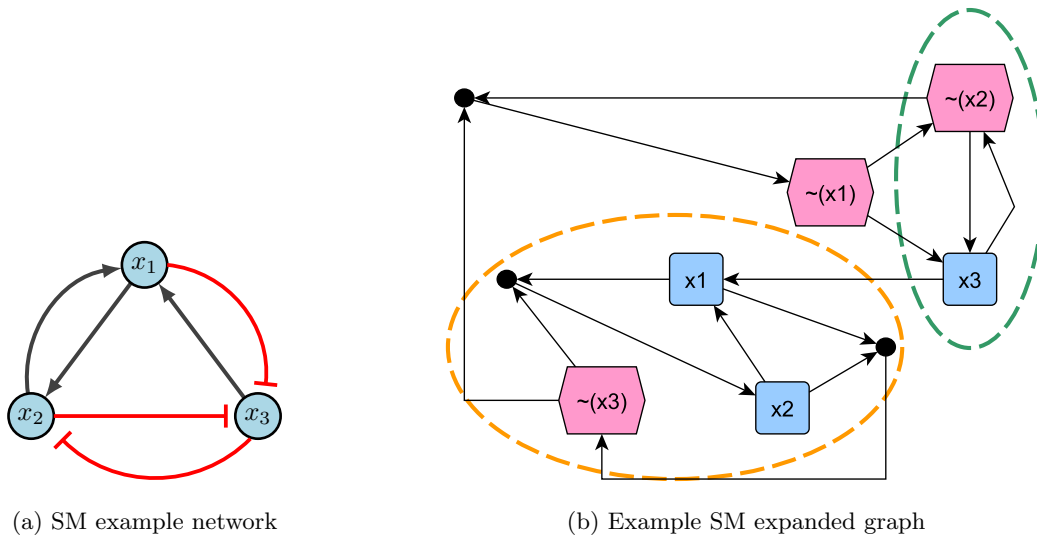 x1
x2
x3
~(x2)
~(x1)
x1
x3
~(x3)
x2
(a) SM example network
(b) Example SM expanded graph